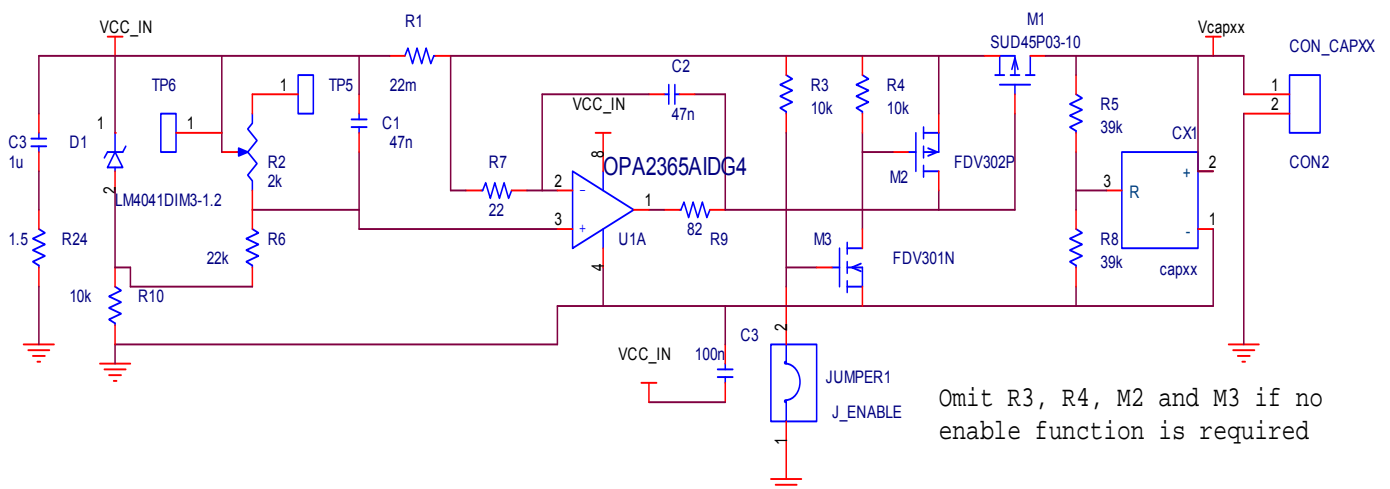 VCC_IN
R1
22m
M1
SUD45P03-10
Vcapxx
CON_CAPXX
1
2
CON2
TP6
1
1
TP5
C2
47n
VCC_IN
R3
10k
R4
10k
C3
1u
D1
1
2
LM4041DIM3-1.2
R2
2k
C1
47n
R7
22
8
OPA2365AIDG4
2
3
1
4
U1A
82
R9
M2
FDV302P
R5
39k
CX1
3
R
+
-
2
1
capxx
1.5
R24
22k
R6
10k
R10
M3
FDV301N
R8
39k
VCC_IN
100n
C3
2
JUMPER1
J_ENABLE
1
Omit R3, R4, M2 and M3 if no
enable function is required